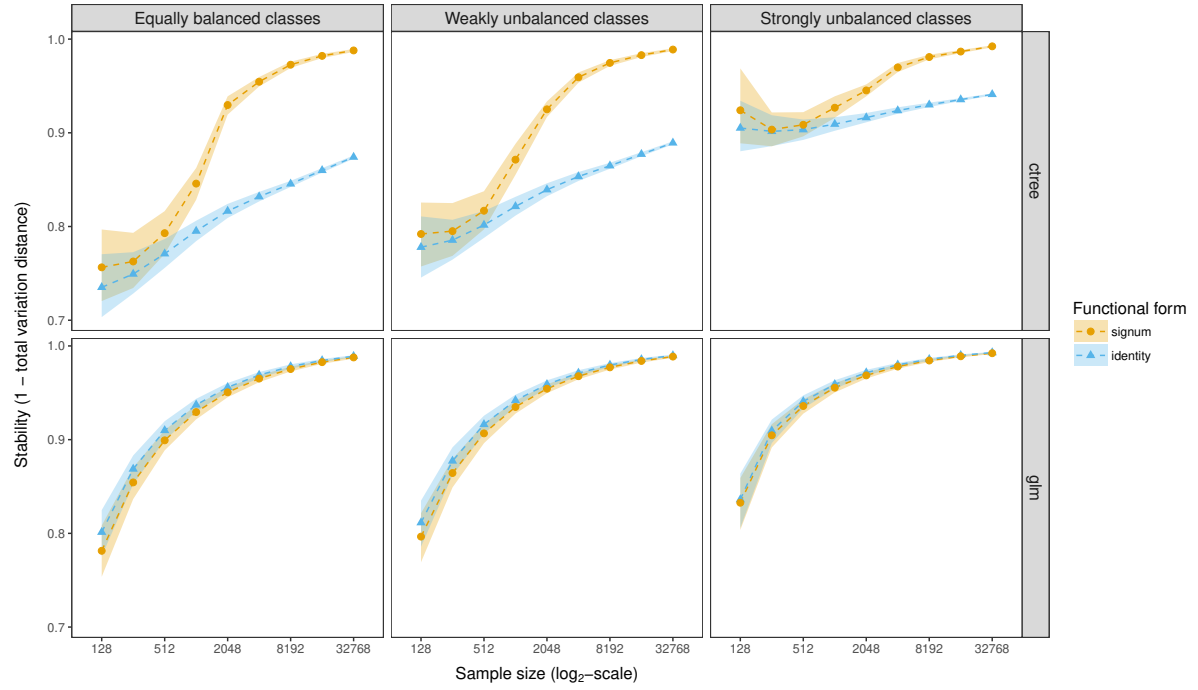 Equally balanced classes
Weakly unbalanced classes
Strongly unbalanced classes
1.0
0.9
0.8
0.7
ctree
1.0
0.9
0.8
0.7
glm
Stability (1 − total variation distance)
128
512
2048
8192
32768
128
512
2048
8192
32768
128
512
2048
8192
32768
Sample size (log₂−scale)
Functional form
signum
identity